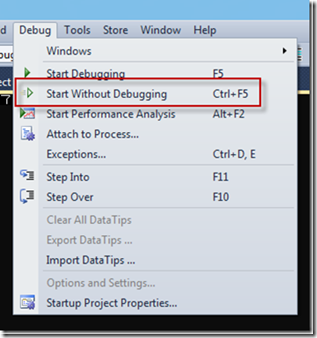 Debug Tools Store Window Help
Windows
Start Debugging F5
Start Without Debugging Ctrl+F5
Start Performance Analysis Alt+F2
Attach to Process...
Exceptions... Ctrl+D, E
Step Into F11
Step Over F10
Clear All DataTips
Export DataTips ...
Import DataTips ...
Options and Settings...
Startup Project Properties...